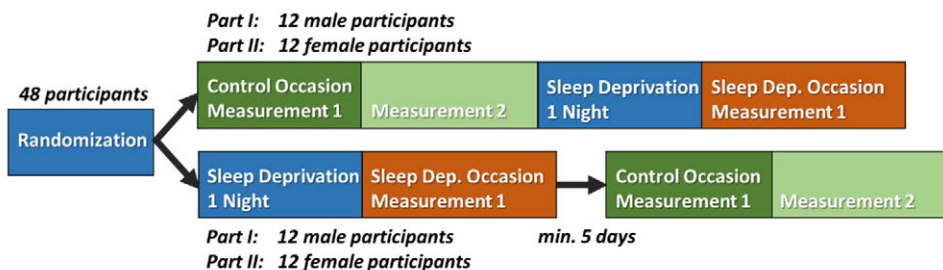 Part I: 12 male participants
Part II: 12 female participants
48 participants
Randomization
Control Occasion
Measurement 1
Measurement 2
Sleep Deprivation
1 Night
Sleep Dep. Occasion
Measurement 1
Sleep Deprivation
1 Night
Sleep Dep. Occasion
Measurement 1
Control Occasion
Measurement 1
Measurement 2
Part I: 12 male participants
min. 5 days
Part II: 12 female participants